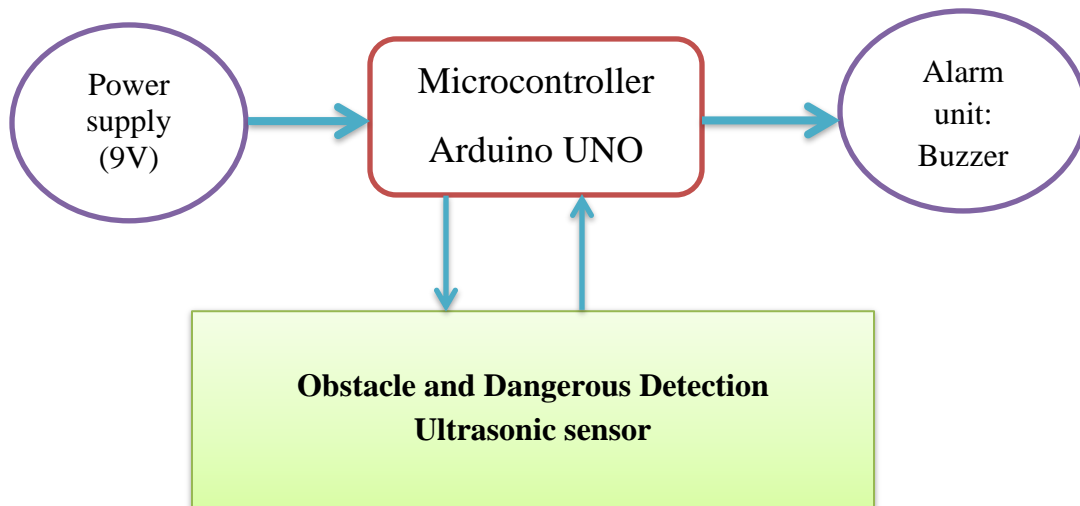 Power
supply
(9V)
Microcontroller
Arduino UNO
Alarm
unit:
Buzzer
Obstacle and Dangerous Detection
Ultrasonic sensor